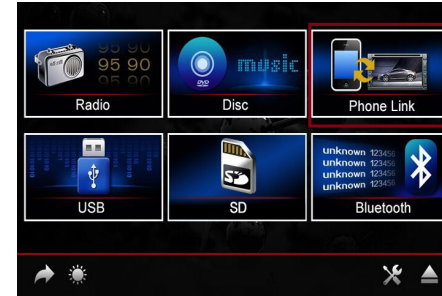 95 90
95 90
95 90
Radio
DVD
music
Disc
Phone Link
USB
SD
SD
unknown 123456
unknown 123456
unknown 123456
unknown 123456
Bluetooth